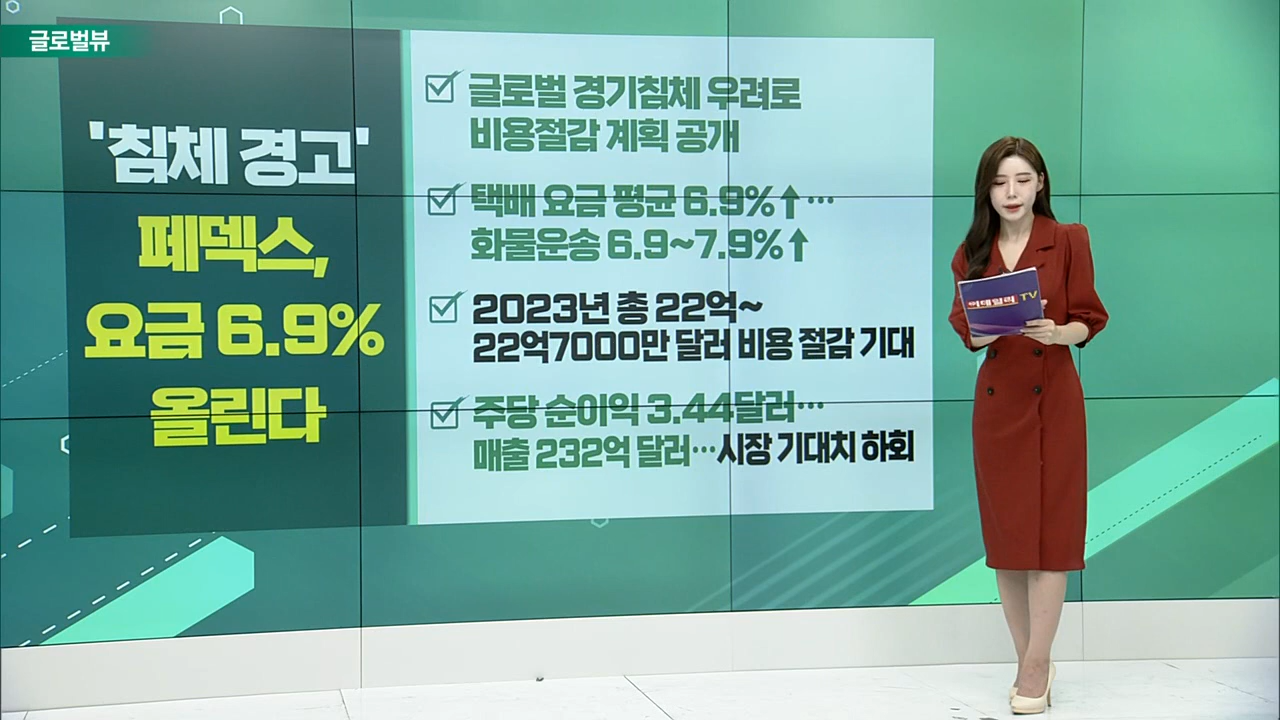 글로벌뷰
'침체 경고'
페덱스,
요금 6.9%
올린다
글로벌 경기침체 우려로
비용절감 계획 공개
택배 요금 평균 6.9%↑…
화물운송 6.9~7.9%↑
2023년 총 22억~
22억7000만 달러 비용 절감 기대
주당 순이익 3.44달러…
매출 232억 달러…시장 기대치 하회
이데일리 TV